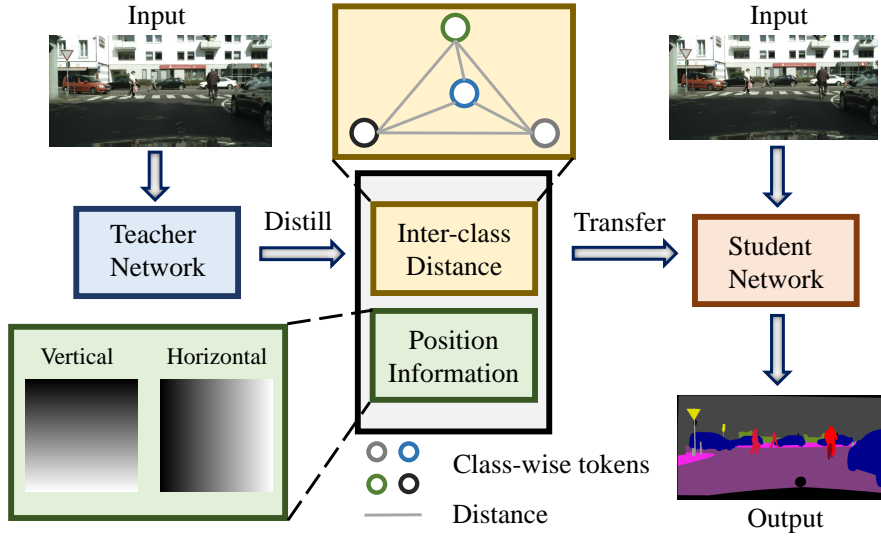 Input
Input
Teacher
Network
Distill
Inter-class
Distance
Transfer
Student
Network
Position
Information
Vertical
Horizontal
Class-wise tokens
Distance
Output